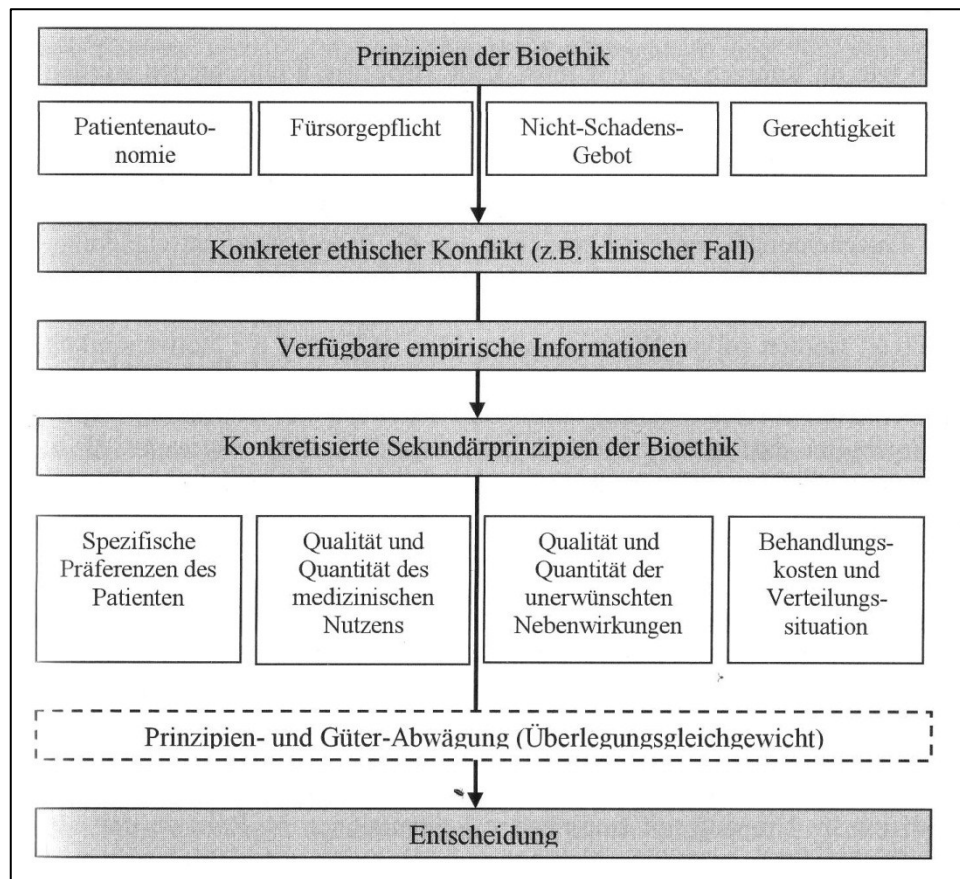 Prinzipien der Bioethik
Patientenauto-
nomie
Fürsorgepflicht
Nicht-Schadens-
Gebot
Gerechtigkeit
Konkreter ethischer Konflikt (z.B. klinischer Fall)
Verfügbare empirische Informationen
Konkretisierte Sekundärprinzipien der Bioethik
Spezifische
Präferenzen des
Patienten
Qualität und
Quantität des
medizinischen
Nutzens
Qualität und
Quantität der
unerwünschten
Nebenwirkungen
Behandlungs-
kosten und
Verteilungs-
situation
Prinzipien- und Güter-Abwägung (Überlegungsgleichgewicht)
Entscheidung